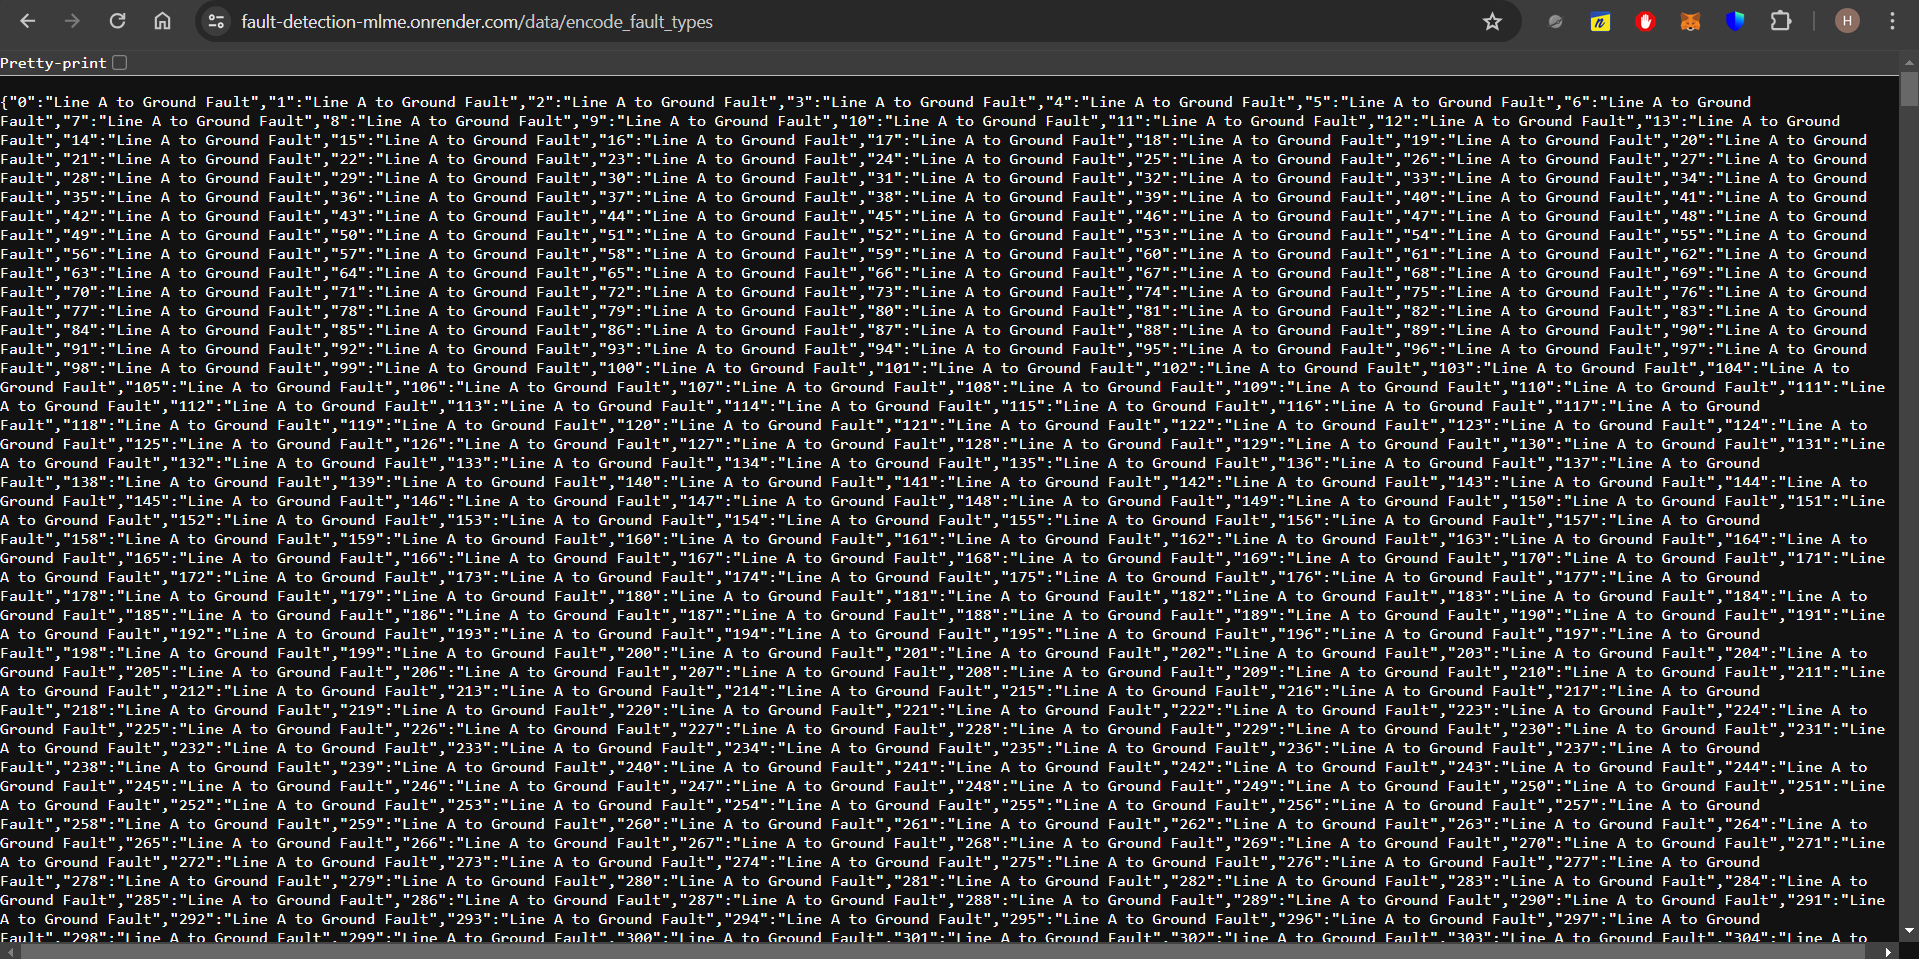 fault-detection-mlme.onrender.com/data/encode_fault_types
H
Pretty-print
{"0":"Line A to Ground Fault","1":"Line A to Ground Fault","2":"Line A to Ground Fault","3":"Line A to Ground Fault","4":"Line A to Ground Fault","5":"Line A to Ground Fault","6":"Line A to Ground
Fault","7":"Line A to Ground Fault","8":"Line A to Ground Fault","9":"Line A to Ground Fault","10":"Line A to Ground Fault","11":"Line A to Ground Fault","12":"Line A to Ground Fault","13":"Line A to Ground
Fault","14":"Line A to Ground Fault","15":"Line A to Ground Fault","16":"Line A to Ground Fault","17":"Line A to Ground Fault","18":"Line A to Ground Fault","19":"Line A to Ground Fault","20":"Line A to Ground
Fault","21":"Line A to Ground Fault","22":"Line A to Ground Fault","23":"Line A to Ground Fault","24":"Line A to Ground Fault","25":"Line A to Ground Fault","26":"Line A to Ground Fault","27":"Line A to Ground
Fault","28":"Line A to Ground Fault","29":"Line A to Ground Fault","30":"Line A to Ground Fault","31":"Line A to Ground Fault","32":"Line A to Ground Fault","33":"Line A to Ground Fault","34":"Line A to Ground
Fault","35":"Line A to Ground Fault","36":"Line A to Ground Fault","37":"Line A to Ground Fault","38":"Line A to Ground Fault","39":"Line A to Ground Fault","40":"Line A to Ground Fault","41":"Line A to Ground
Fault","42":"Line A to Ground Fault","43":"Line A to Ground Fault","44":"Line A to Ground Fault","45":"Line A to Ground Fault","46":"Line A to Ground Fault","47":"Line A to Ground Fault","48":"Line A to Ground
Fault","49":"Line A to Ground Fault","50":"Line A to Ground Fault","51":"Line A to Ground Fault","52":"Line A to Ground Fault","53":"Line A to Ground Fault","54":"Line A to Ground Fault","55":"Line A to Ground
Fault","56":"Line A to Ground Fault","57":"Line A to Ground Fault","58":"Line A to Ground Fault","59":"Line A to Ground Fault","60":"Line A to Ground Fault","61":"Line A to Ground Fault","62":"Line A to Ground
Fault","63":"Line A to Ground Fault","64":"Line A to Ground Fault","65":"Line A to Ground Fault","66":"Line A to Ground Fault","67":"Line A to Ground Fault","68":"Line A to Ground Fault","69":"Line A to Ground
Fault","70":"Line A to Ground Fault","71":"Line A to Ground Fault","72":"Line A to Ground Fault","73":"Line A to Ground Fault","74":"Line A to Ground Fault","75":"Line A to Ground Fault","76":"Line A to Ground
Fault","77":"Line A to Ground Fault","78":"Line A to Ground Fault","79":"Line A to Ground Fault","80":"Line A to Ground Fault","81":"Line A to Ground Fault","82":"Line A to Ground Fault","83":"Line A to Ground
Fault","84":"Line A to Ground Fault","85":"Line A to Ground Fault","86":"Line A to Ground Fault","87":"Line A to Ground Fault","88":"Line A to Ground Fault","89":"Line A to Ground Fault","90":"Line A to Ground
Fault","91":"Line A to Ground Fault","92":"Line A to Ground Fault","93":"Line A to Ground Fault","94":"Line A to Ground Fault","95":"Line A to Ground Fault","96":"Line A to Ground Fault","97":"Line A to Ground
Fault","98":"Line A to Ground Fault","99":"Line A to Ground Fault","100":"Line A to Ground Fault","101":"Line A to Ground Fault","102":"Line A to Ground Fault","103":"Line A to Ground Fault","104":"Line A to
Ground Fault","105":"Line A to Ground Fault","106":"Line A to Ground Fault","107":"Line A to Ground Fault","108":"Line A to Ground Fault","109":"Line A to Ground Fault","110":"Line A to Ground Fault","111":"Line
A to Ground Fault","112":"Line A to Ground Fault","113":"Line A to Ground Fault","114":"Line A to Ground Fault","115":"Line A to Ground Fault","116":"Line A to Ground Fault","117":"Line A to Ground
Fault","118":"Line A to Ground Fault","119":"Line A to Ground Fault","120":"Line A to Ground Fault","121":"Line A to Ground Fault","122":"Line A to Ground Fault","123":"Line A to Ground Fault","124":"Line A to
Ground Fault","125":"Line A to Ground Fault","126":"Line A to Ground Fault","127":"Line A to Ground Fault","128":"Line A to Ground Fault","129":"Line A to Ground Fault","130":"Line A to Ground Fault","131":"Line
A to Ground Fault","132":"Line A to Ground Fault","133":"Line A to Ground Fault","134":"Line A to Ground Fault","135":"Line A to Ground Fault","136":"Line A to Ground Fault","137":"Line A to Ground
Fault","138":"Line A to Ground Fault","139":"Line A to Ground Fault","140":"Line A to Ground Fault","141":"Line A to Ground Fault","142":"Line A to Ground Fault","143":"Line A to Ground Fault","144":"Line A to
Ground Fault","145":"Line A to Ground Fault","146":"Line A to Ground Fault","147":"Line A to Ground Fault","148":"Line A to Ground Fault","149":"Line A to Ground Fault","150":"Line A to Ground Fault","151":"Line
A to Ground Fault","152":"Line A to Ground Fault","153":"Line A to Ground Fault","154":"Line A to Ground Fault","155":"Line A to Ground Fault","156":"Line A to Ground Fault","157":"Line A to Ground
Fault","158":"Line A to Ground Fault","159":"Line A to Ground Fault","160":"Line A to Ground Fault","161":"Line A to Ground Fault","162":"Line A to Ground Fault","163":"Line A to Ground Fault","164":"Line A to
Ground Fault","165":"Line A to Ground Fault","166":"Line A to Ground Fault","167":"Line A to Ground Fault","168":"Line A to Ground Fault","169":"Line A to Ground Fault","170":"Line A to Ground Fault","171":"Line
A to Ground Fault","172":"Line A to Ground Fault","173":"Line A to Ground Fault","174":"Line A to Ground Fault","175":"Line A to Ground Fault","176":"Line A to Ground Fault","177":"Line A to Ground
Fault","178":"Line A to Ground Fault","179":"Line A to Ground Fault","180":"Line A to Ground Fault","181":"Line A to Ground Fault","182":"Line A to Ground Fault","183":"Line A to Ground Fault","184":"Line A to
Ground Fault","185":"Line A to Ground Fault","186":"Line A to Ground Fault","187":"Line A to Ground Fault","188":"Line A to Ground Fault","189":"Line A to Ground Fault","190":"Line A to Ground Fault","191":"Line
A to Ground Fault","192":"Line A to Ground Fault","193":"Line A to Ground Fault","194":"Line A to Ground Fault","195":"Line A to Ground Fault","196":"Line A to Ground Fault","197":"Line A to Ground
Fault","198":"Line A to Ground Fault","199":"Line A to Ground Fault","200":"Line A to Ground Fault","201":"Line A to Ground Fault","202":"Line A to Ground Fault","203":"Line A to Ground Fault","204":"Line A to
Ground Fault","205":"Line A to Ground Fault","206":"Line A to Ground Fault","207":"Line A to Ground Fault","208":"Line A to Ground Fault","209":"Line A to Ground Fault","210":"Line A to Ground Fault","211":"Line
A to Ground Fault","212":"Line A to Ground Fault","213":"Line A to Ground Fault","214":"Line A to Ground Fault","215":"Line A to Ground Fault","216":"Line A to Ground Fault","217":"Line A to Ground
Fault","218":"Line A to Ground Fault","219":"Line A to Ground Fault","220":"Line A to Ground Fault","221":"Line A to Ground Fault","222":"Line A to Ground Fault","223":"Line A to Ground Fault","224":"Line A to
Ground Fault","225":"Line A to Ground Fault","226":"Line A to Ground Fault","227":"Line A to Ground Fault","228":"Line A to Ground Fault","229":"Line A to Ground Fault","230":"Line A to Ground Fault","231":"Line
A to Ground Fault","232":"Line A to Ground Fault","233":"Line A to Ground Fault","234":"Line A to Ground Fault","235":"Line A to Ground Fault","236":"Line A to Ground Fault","237":"Line A to Ground
Fault","238":"Line A to Ground Fault","239":"Line A to Ground Fault","240":"Line A to Ground Fault","241":"Line A to Ground Fault","242":"Line A to Ground Fault","243":"Line A to Ground Fault","244":"Line A to
Ground Fault","245":"Line A to Ground Fault","246":"Line A to Ground Fault","247":"Line A to Ground Fault","248":"Line A to Ground Fault","249":"Line A to Ground Fault","250":"Line A to Ground Fault","251":"Line
A to Ground Fault","252":"Line A to Ground Fault","253":"Line A to Ground Fault","254":"Line A to Ground Fault","255":"Line A to Ground Fault","256":"Line A to Ground Fault","257":"Line A to Ground
Fault","258":"Line A to Ground Fault","259":"Line A to Ground Fault","260":"Line A to Ground Fault","261":"Line A to Ground Fault","262":"Line A to Ground Fault","263":"Line A to Ground Fault","264":"Line A to
Ground Fault","265":"Line A to Ground Fault","266":"Line A to Ground Fault","267":"Line A to Ground Fault","268":"Line A to Ground Fault","269":"Line A to Ground Fault","270":"Line A to Ground Fault","271":"Line
A to Ground Fault","272":"Line A to Ground Fault","273":"Line A to Ground Fault","274":"Line A to Ground Fault","275":"Line A to Ground Fault","276":"Line A to Ground Fault","277":"Line A to Ground
Fault","278":"Line A to Ground Fault","279":"Line A to Ground Fault","280":"Line A to Ground Fault","281":"Line A to Ground Fault","282":"Line A to Ground Fault","283":"Line A to Ground Fault","284":"Line A to
Ground Fault","285":"Line A to Ground Fault","286":"Line A to Ground Fault","287":"Line A to Ground Fault","288":"Line A to Ground Fault","289":"Line A to Ground Fault","290":"Line A to Ground Fault","291":"Line
A to Ground Fault","292":"Line A to Ground Fault","293":"Line A to Ground Fault","294":"Line A to Ground Fault","295":"Line A to Ground Fault","296":"Line A to Ground Fault","297":"Line A to Ground
Fault","298":"Line A to Ground Fault","299":"Line A to Ground Fault","300":"Line A to Ground Fault","301":"Line A to Ground Fault","302":"Line A to Ground Fault","303":"Line A to Ground Fault","304":"Line A to